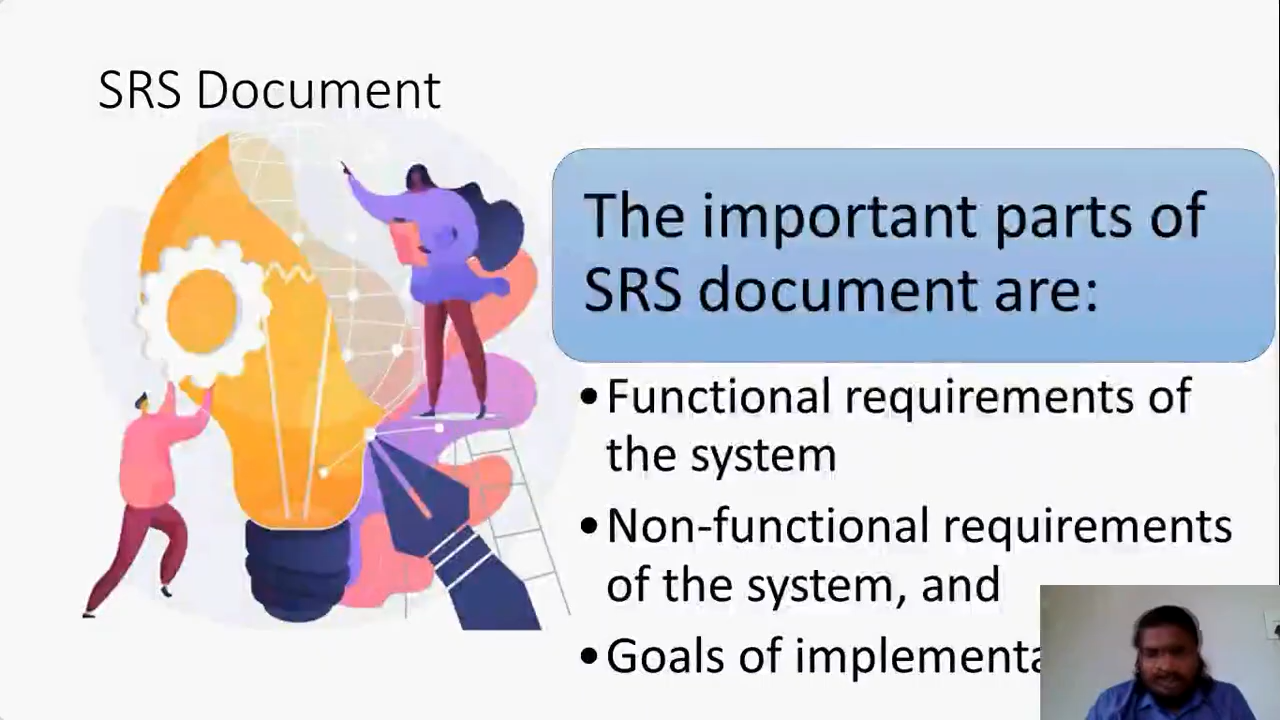 SRS Document
The important parts of
SRS document are:
•Functional requirements of
the system
•Non-functional requirements
of the system, and
•Goals of